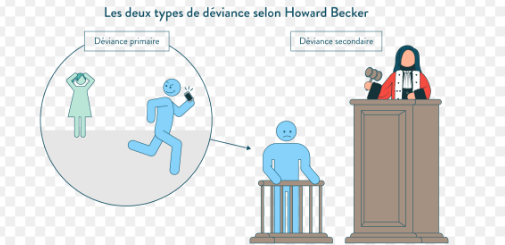 Les deux types de déviance selon Howard Becker
Déviance primaire
Déviance secondaire